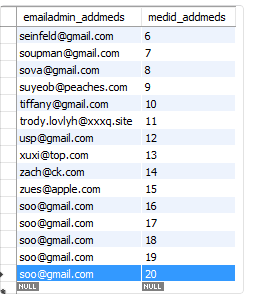 emailadmin_addmeds medid_addmeds
seinfeld@gmail.com 6
soupman@gmail.com 7
sova@gmail.com 8
suyeob@peaches.com 9
tiffany@gmail.com 10
trody.lovlyh@xxxq.site 11
usp@gmail.com 12
xuxi@top.com 13
zach@ck.com 14
zues@apple.com 15
soo@gmail.com 16
soo@gmail.com 17
soo@gmail.com 18
soo@gmail.com 19
soo@gmail.com 20
NULL NULL